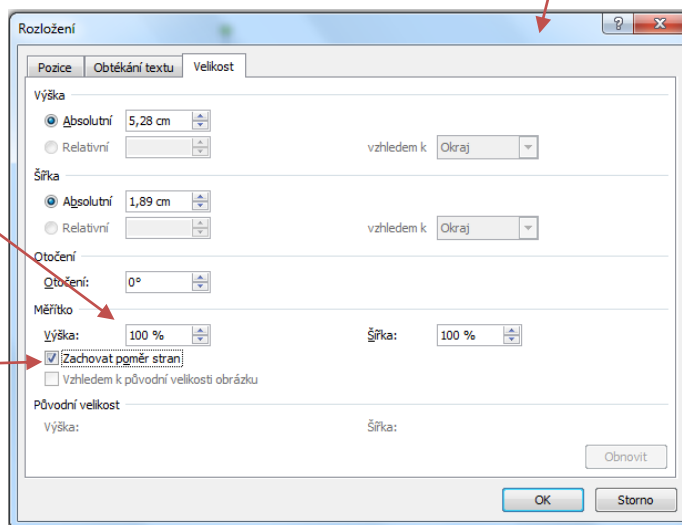 Rozložení
Pozice Obtékání textu Velikost
Výška
Absolutní 5,28 cm
Relativní vzhledem k Okraj
Šířka
Absolutní 1,89 cm
Relativní vzhledem k Okraj
Otočení
Otočení: 0°
Měřítko
Výška: 100 % Šířka: 100 %
Zachovat poměr stran
Vzhledem k původní velikosti obrázku
Původní velikost
Výška: Šířka:
Obnovit
OK Storno